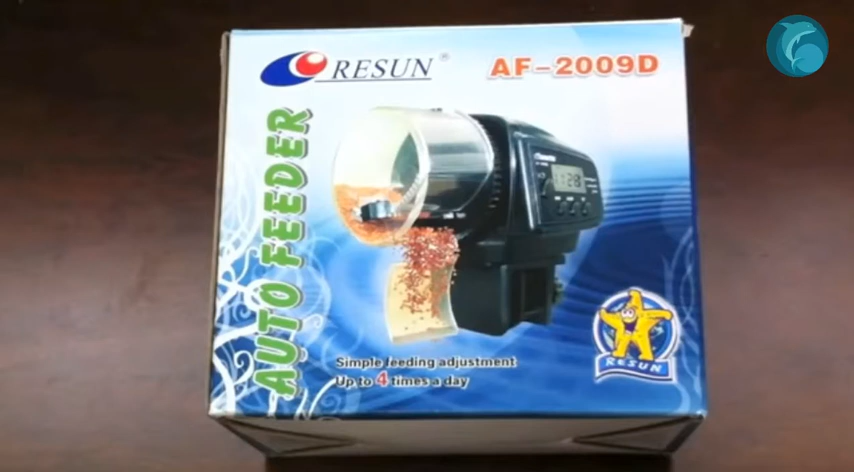 RESUN®
AF-2009D
AUTO FEEDER
Simple feeding adjustment
Up to 4 times a day
RESUN